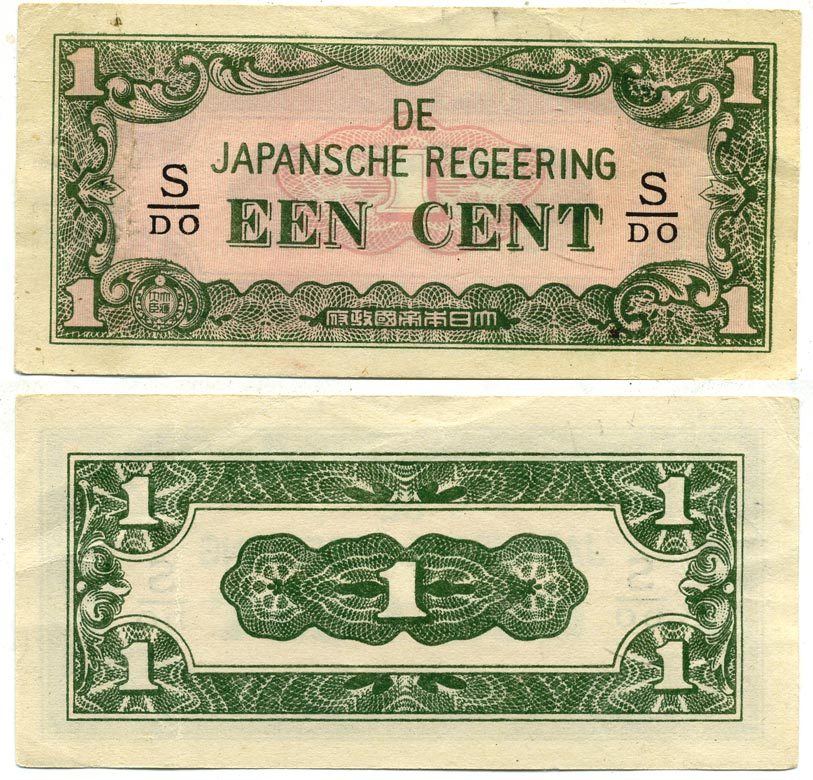 1 1
DE
JAPANSCHE REGEERING
S S
DO DO
EEN CENT
1
1 1
大日本帝國政府
1 1
1
1 1